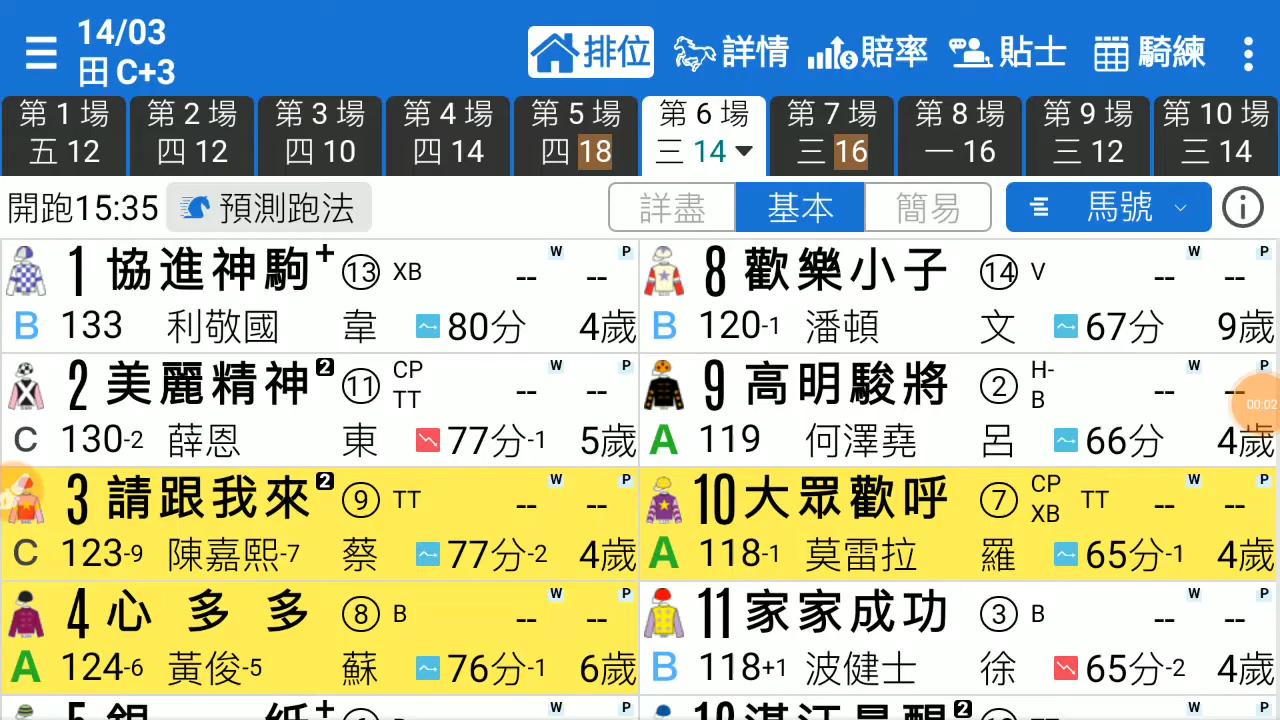 14/03
田 C+3
排位 詳情 賠率 貼士 騎練
第 1 場 第 2 場 第 3 場 第 4 場 第 5 場 第 6 場 第 7 場 第 8 場 第 9 場 第 10 場
五 12 四 12 四 10 四 14 四 18 三 14 三 16 一 16 三 12 三 14
開跑15:35 預測跑法 詳盡 基本 簡易 馬號
1 協進神駒+ 13 XB -- W -- P
B 133 利敬國 韋 80分 4歲
2 美麗精神 2 11 CP TT -- W -- P
C 130-2 薛恩 東 77分-1 5歲
3 請跟我來 2 9 TT -- W -- P
C 123-9 陳嘉熙-7 蔡 77分-2 4歲
4 心多多 8 B -- W -- P
A 124-6 黃俊-5 蘇 76分-1 6歲
W P
8 歡樂小子 14 V -- W -- P
B 120-1 潘頓 文 67分 9歲
9 高明駿將 2 H- B -- W -- P
A 119 何澤堯 呂 66分 4歲
00:02
10 大眾歡呼 7 CP XB TT -- W -- P
A 118-1 莫雷拉 羅 65分-1 4歲
11 家家成功 3 B -- W -- P
B 118+1 波健士 徐 65分-2 4歲
2 W P